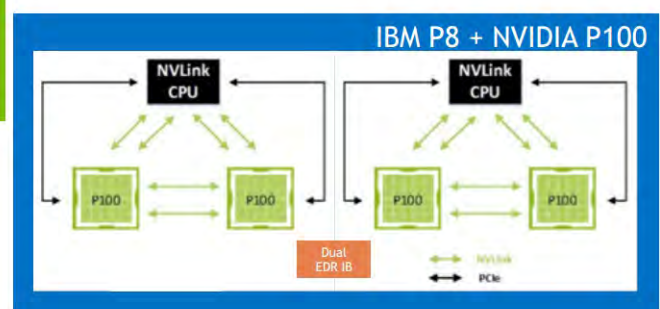 IBM P8 + NVIDIA P100
NVLink
CPU
NVLink
CPU
P100
P100
P100
P100
Dual
EDR IB
NVLink
PCIe